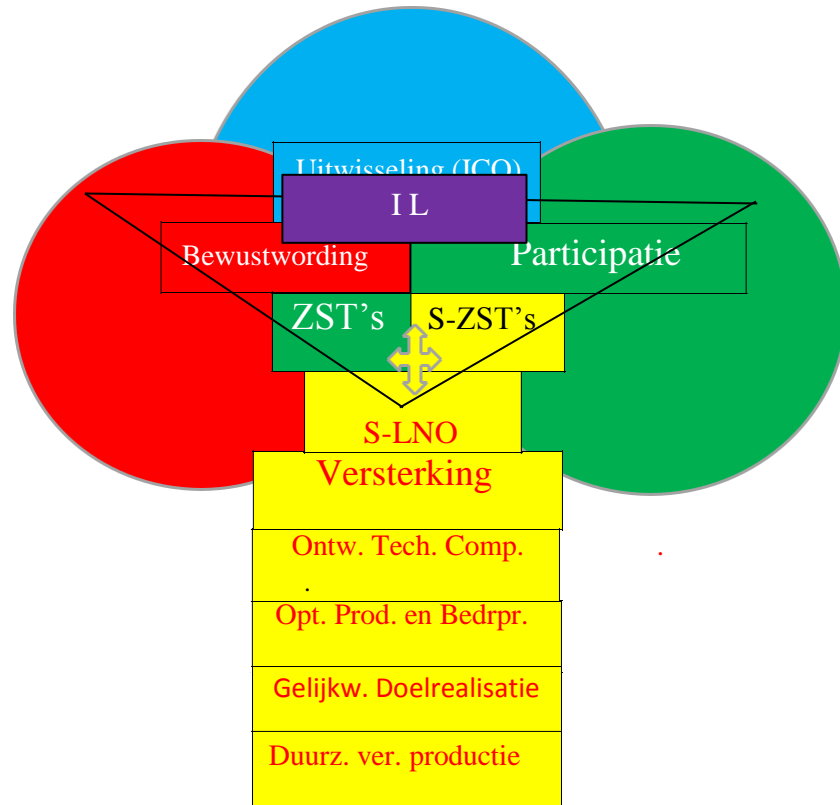 Uitwisseling (ICO)
I L
Bewustwording
Participatie
ZST's
S-ZST's
S-LNO
Versterking
Ontw. Tech. Comp.
.
.
Opt. Prod. en Bedrpr.
Gelijkw. Doelrealisatie
Duurz. ver. productie